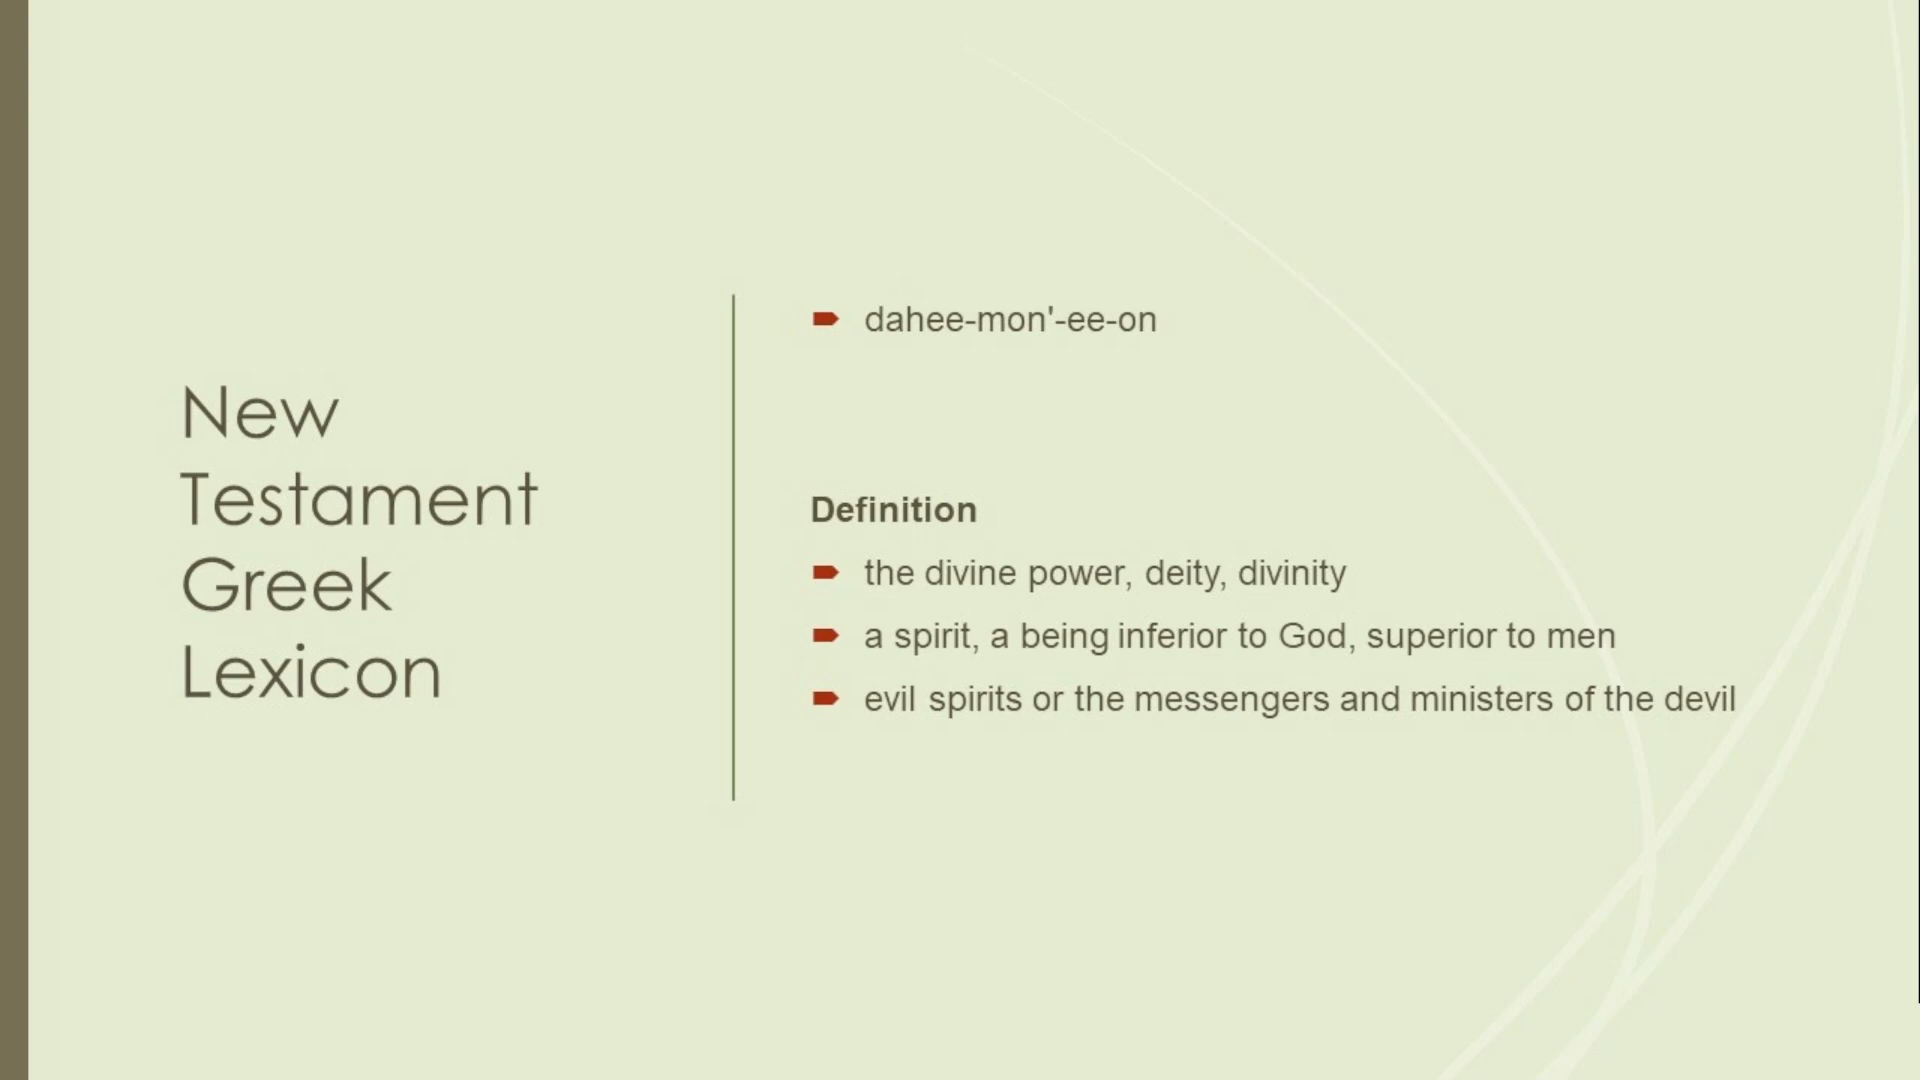 New
Testament
Greek
Lexicon
dahee-mon'-ee-on
Definition
the divine power, deity, divinity
a spirit, a being inferior to God, superior to men
evil spirits or the messengers and ministers of the devil